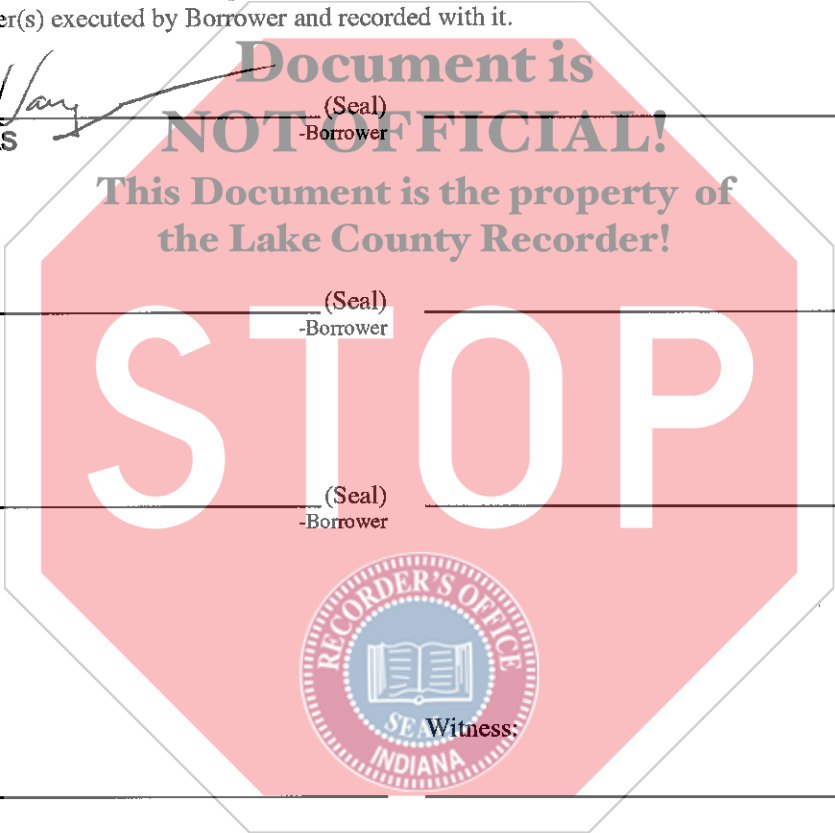 er(s) executed by Borrower and recorded with it.
Document is
(Seal)
S
-Borrower
NOT OFFICIAL!
This Document is the property of
the Lake County Recorder!
(Seal)
-Borrower
STOP
(Seal)
-Borrower
RECORDER'S OFFICE
SEAL
Witness:
INDIANA